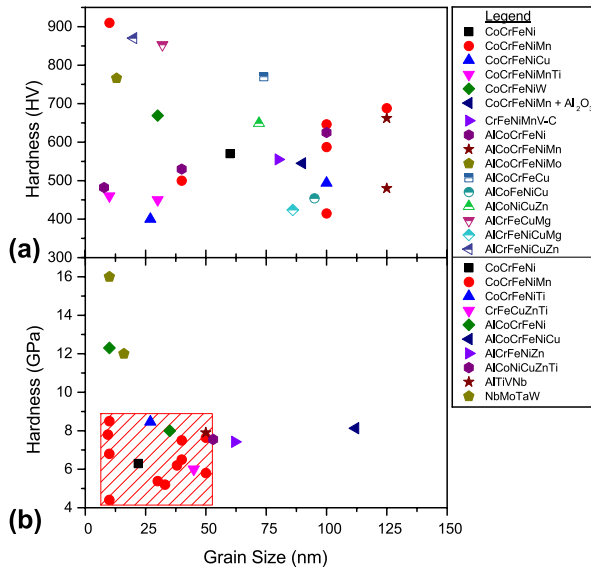 900
800
700
600
500
400
300
Hardness (HV)
(a)
16
14
12
10
8
6
4
Hardness (GPa)
(b)
0
25
50
75
100
125
150
Grain Size (nm)
Legend
CoCrFeNi
CoCrFeNiMn
CoCrFeNiCu
CoCrFeNiMnTi
CoCrFeNiW
CoCrFeNiMn + Al₂O₃
CrFeNiMnV-C
AlCoCrFeNi
AlCrFeNiMn
AlCoCrFeNiMo
AlCoCrFeCu
AlCoFeNiCu
AlCoNiCuZn
AlCrFeCuMg
AlCrFeNiCuMg
AlCrFeNiCuZn
CoCrFeNi
CoCrFeNiMn
CoCrFeNiTi
CrFeCuZnTi
AlCoCrFeNi
AlCoCrFeNiCu
AlCrFeNiZn
AlCoNiCuZnTi
AlTiVNb
NbMoTaW